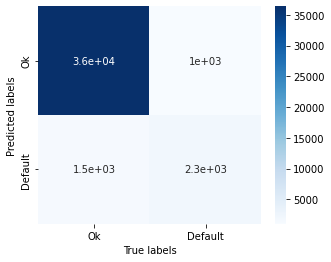 Predicted labels
Ok
Default
3.6e+04
1e+03
1.5e+03
2.3e+03
Ok
Default
True labels
35000
30000
25000
20000
15000
10000
5000